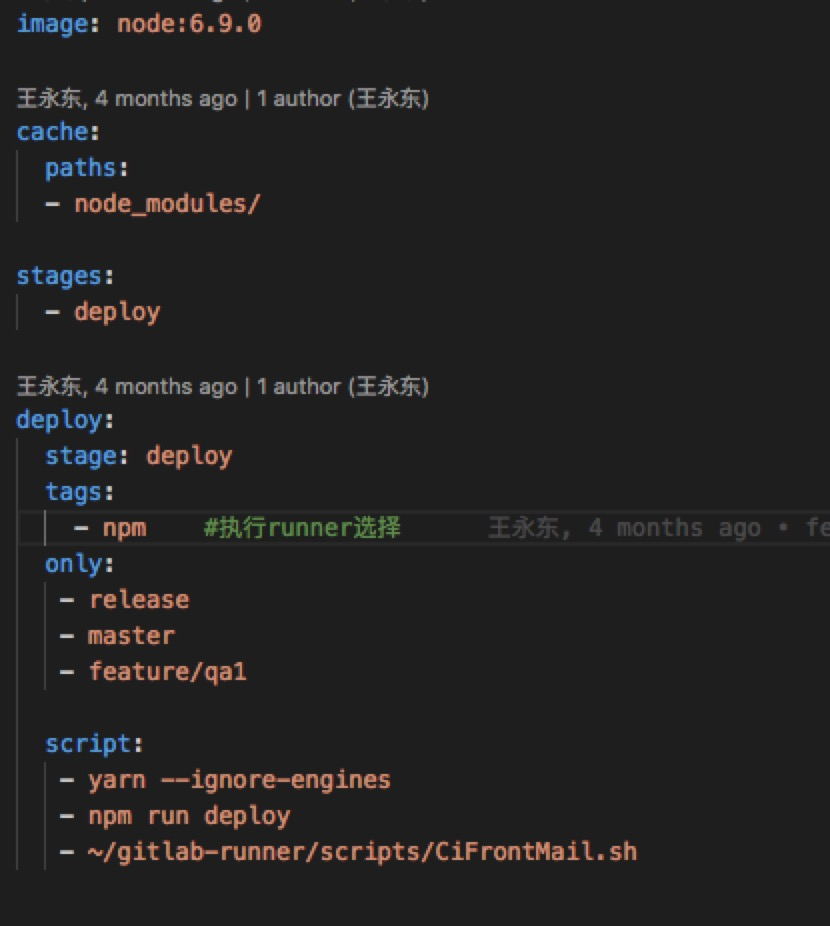 image: node:6.9.0
王永东, 4 months ago | 1 author (王永东)
cache:
paths:
- node_modules/
stages:
- deploy
王永东, 4 months ago | 1 author (王永东)
deploy:
stage: deploy
tags:
- npm #执行runner选择 王永东, 4 months ago • fe
only:
- release
- master
- feature/qa1
script:
- yarn --ignore-engines
- npm run deploy
- ~/gitlab-runner/scripts/CiFrontMail.sh